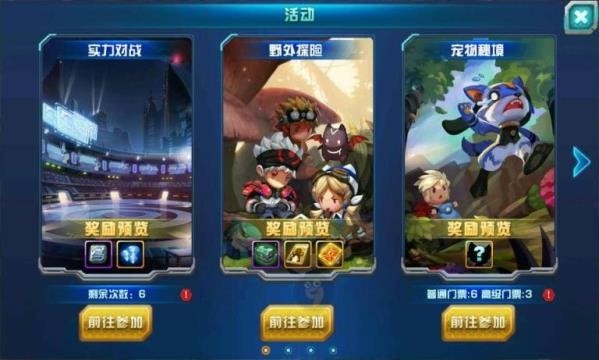 活动
实力对战
野外探险
宠物秘境
奖励预览
奖励预览
奖励预览
?
剩余次数：6
!
普通门票:6 高级门票:3
!
前往参加
前往参加
前往参加